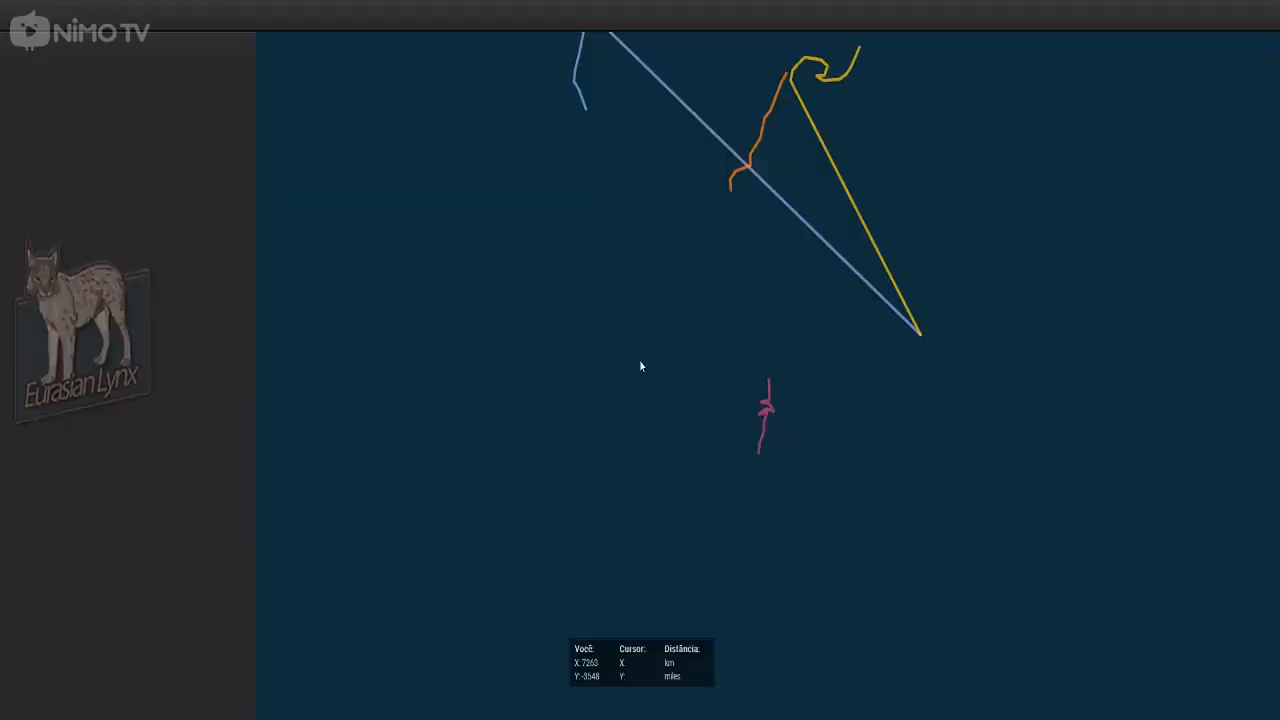 NIMO TV
Eurasian Lynx
Você: Cursor: Distância:
X:7263 X: km
Y:-3548 Y: miles